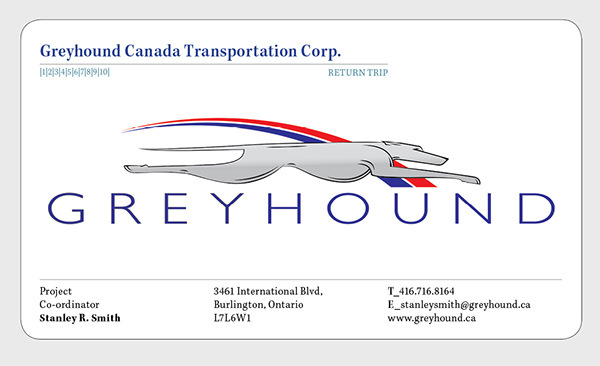 Greyhound Canada Transportation Corp.
|1|2|3|4|5|6|7|8|9|10|
RETURN TRIP
GREYHOUND
Project
Co-ordinator
Stanley R. Smith
3461 International Blvd,
Burlington, Ontario
L7L6W1
T_416.716.8164
E_stanleysmith@greyhound.ca
www.greyhound.ca